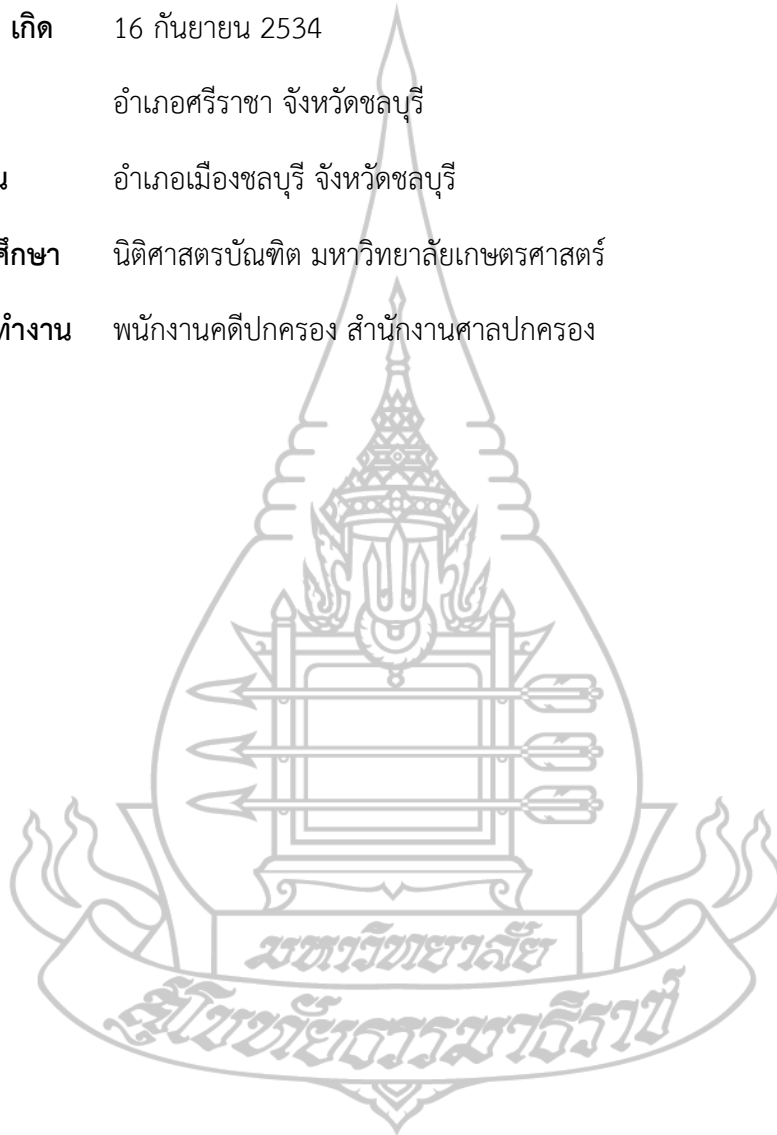 เกิด 16 กันยายน 2534
อำเภอศรีราชา จังหวัดชลบุรี
น อำเภอเมืองชลบุรี จังหวัดชลบุรี
ศึกษา นิติศาสตรบัณฑิต มหาวิทยาลัยเกษตรศาสตร์
ทำงาน พนักงานคดีปกครอง สำนักงานศาลปกครอง
มหาวิทยาลัย
สุโขทัยธรรมาธิราช